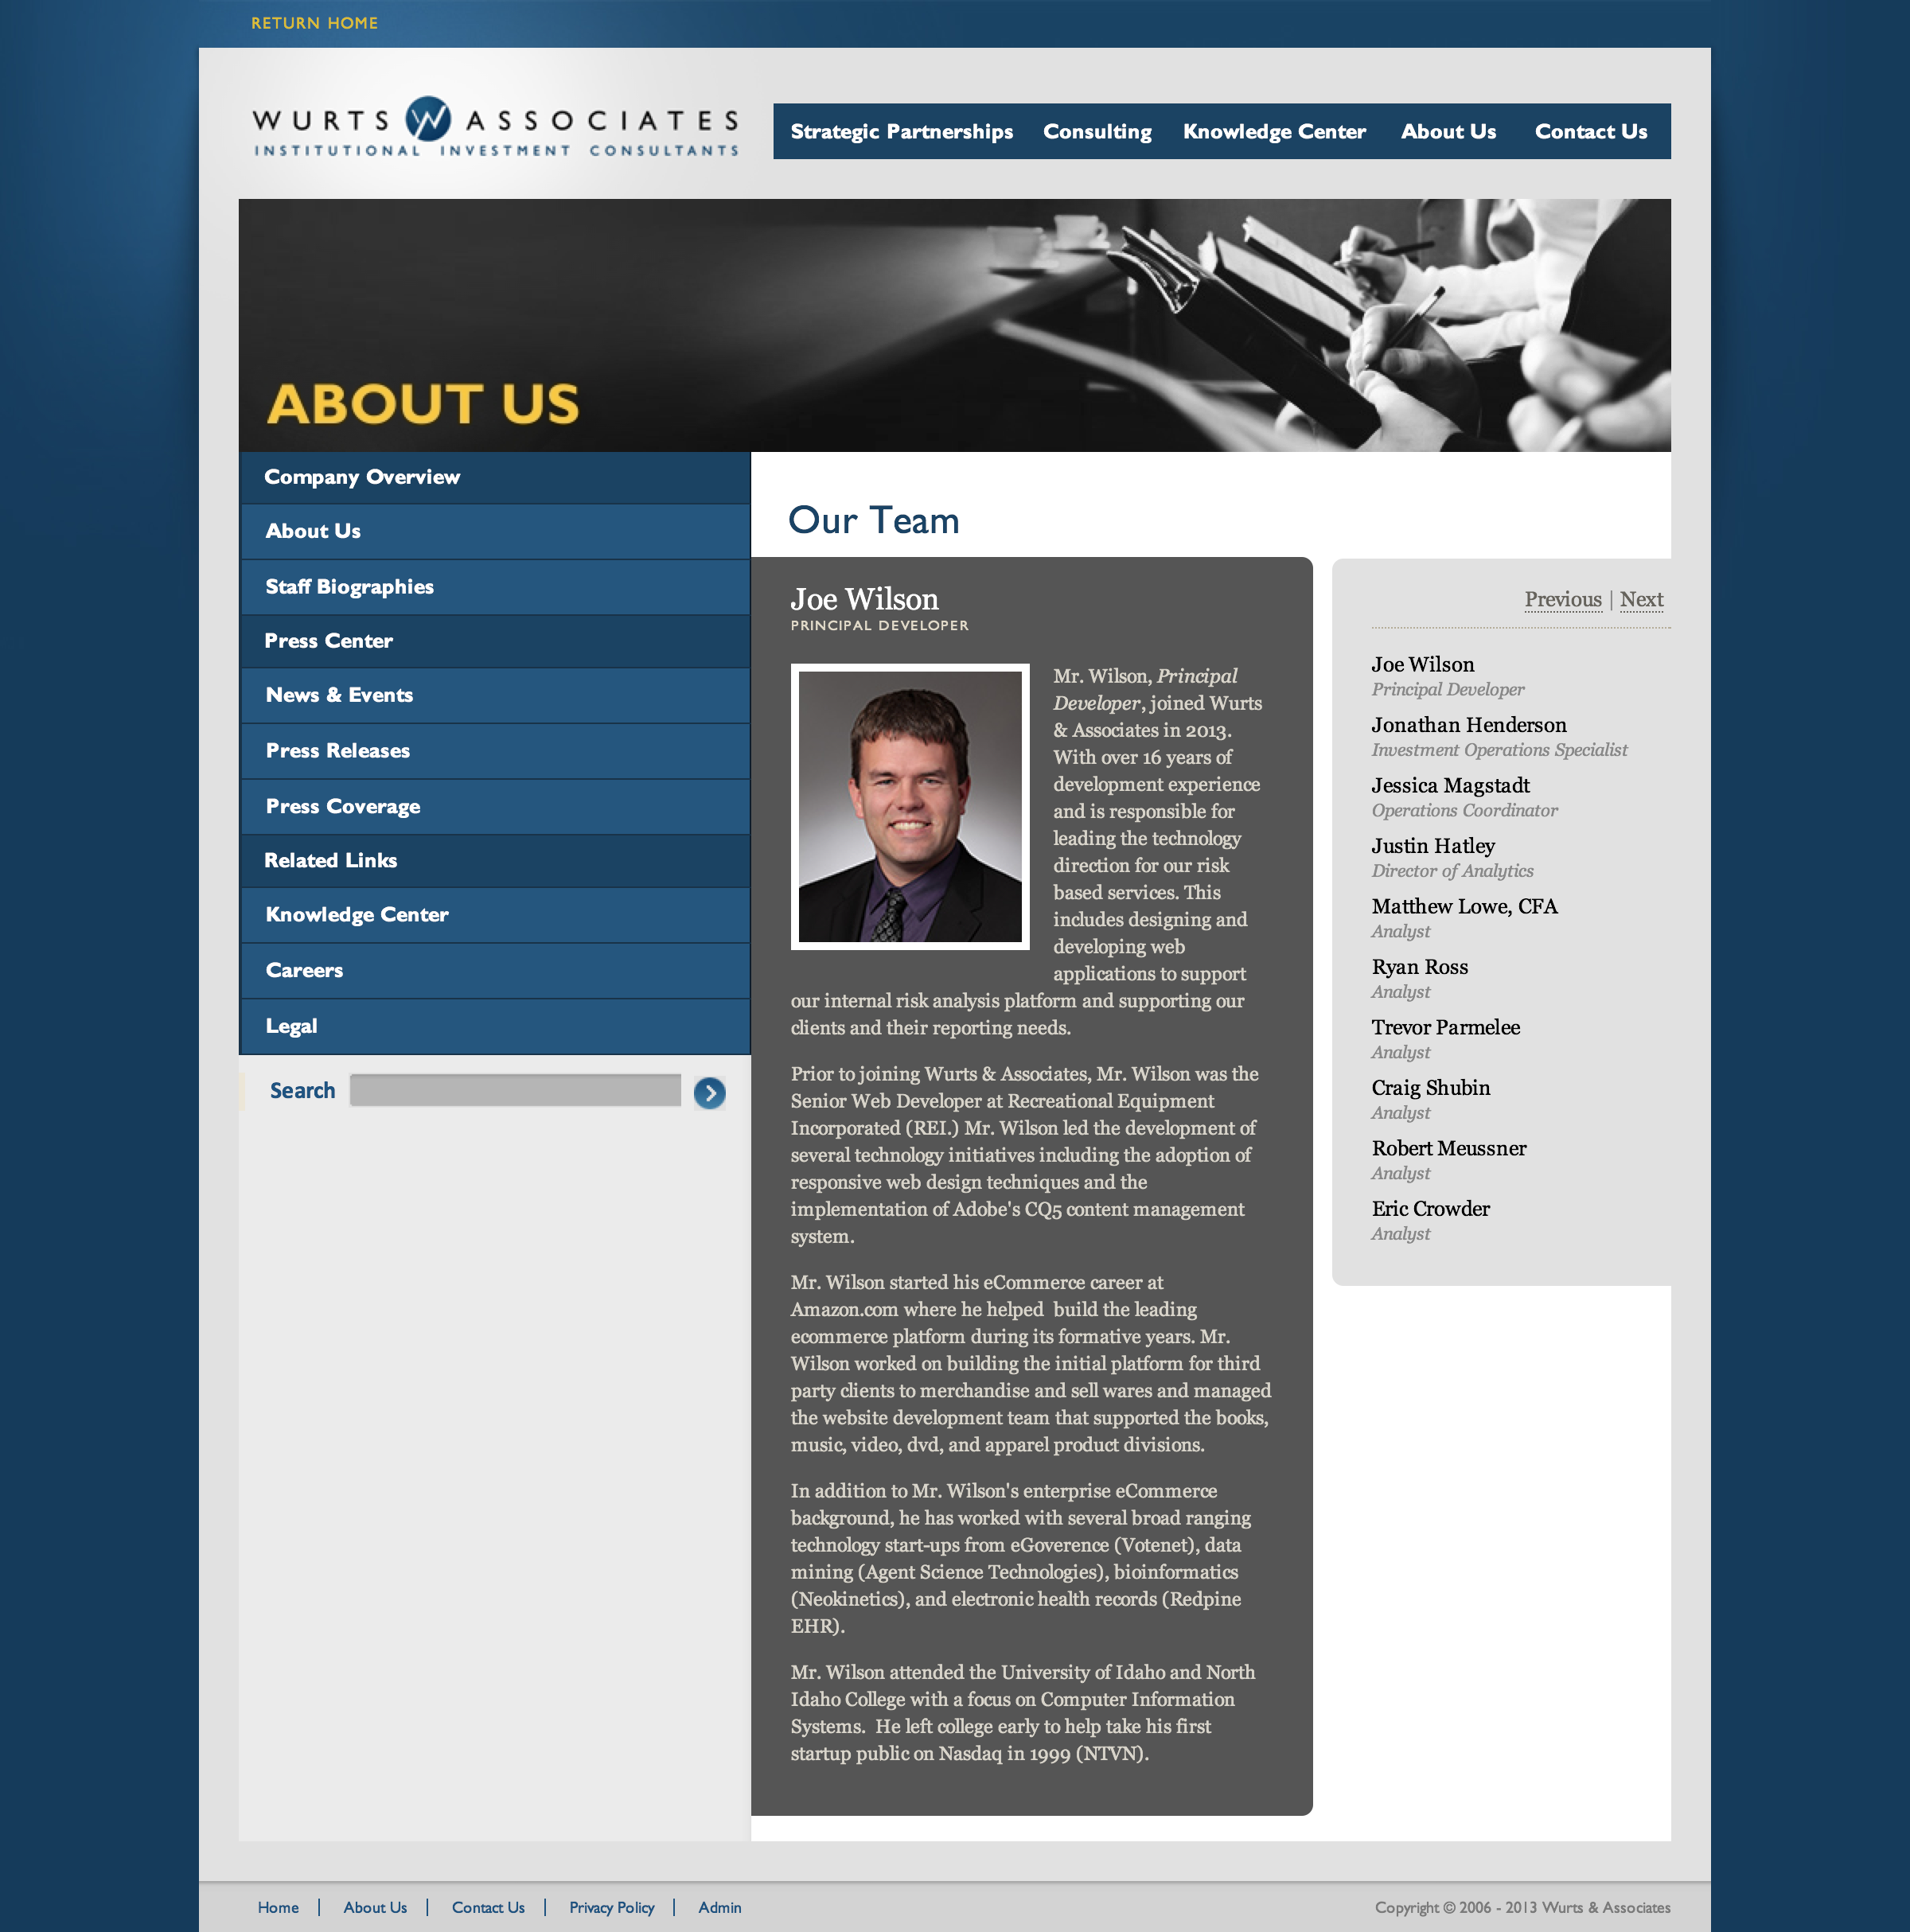 RETURN HOME
WURTS W ASSOCIATES
INSTITUTIONAL INVESTMENT CONSULTANTS
Strategic Partnerships Consulting Knowledge Center About Us Contact Us
ABOUT US
Company Overview
About Us
Staff Biographies
Press Center
News & Events
Press Releases
Press Coverage
Related Links
Knowledge Center
Careers
Legal
Search
Our Team
Joe Wilson
PRINCIPAL DEVELOPER
Mr. Wilson, Principal
Developer, joined Wurts
& Associates in 2013.
With over 16 years of
development experience
and is responsible for
leading the technology
direction for our risk
based services. This
includes designing and
developing web
applications to support
our internal risk analysis platform and supporting our
clients and their reporting needs.
Prior to joining Wurts & Associates, Mr. Wilson was the
Senior Web Developer at Recreational Equipment
Incorporated (REI.) Mr. Wilson led the development of
several technology initiatives including the adoption of
responsive web design techniques and the
implementation of Adobe's CQ5 content management
system.
Mr. Wilson started his eCommerce career at
Amazon.com where he helped  build the leading
ecommerce platform during its formative years. Mr.
Wilson worked on building the initial platform for third
party clients to merchandise and sell wares and managed
the website development team that supported the books,
music, video, dvd, and apparel product divisions.
In addition to Mr. Wilson's enterprise eCommerce
background, he has worked with several broad ranging
technology start-ups from eGoverence (Votenet), data
mining (Agent Science Technologies), bioinformatics
(Neokinetics), and electronic health records (Redpine
EHR).
Mr. Wilson attended the University of Idaho and North
Idaho College with a focus on Computer Information
Systems.  He left college early to help take his first
startup public on Nasdaq in 1999 (NTVN).
Previous | Next
Joe Wilson
Principal Developer
Jonathan Henderson
Investment Operations Specialist
Jessica Magstadt
Operations Coordinator
Justin Hatley
Director of Analytics
Matthew Lowe, CFA
Analyst
Ryan Ross
Analyst
Trevor Parmelee
Analyst
Craig Shubin
Analyst
Robert Meussner
Analyst
Eric Crowder
Analyst
Home | About Us | Contact Us | Privacy Policy | Admin
Copyright © 2006 - 2013 Wurts & Associates